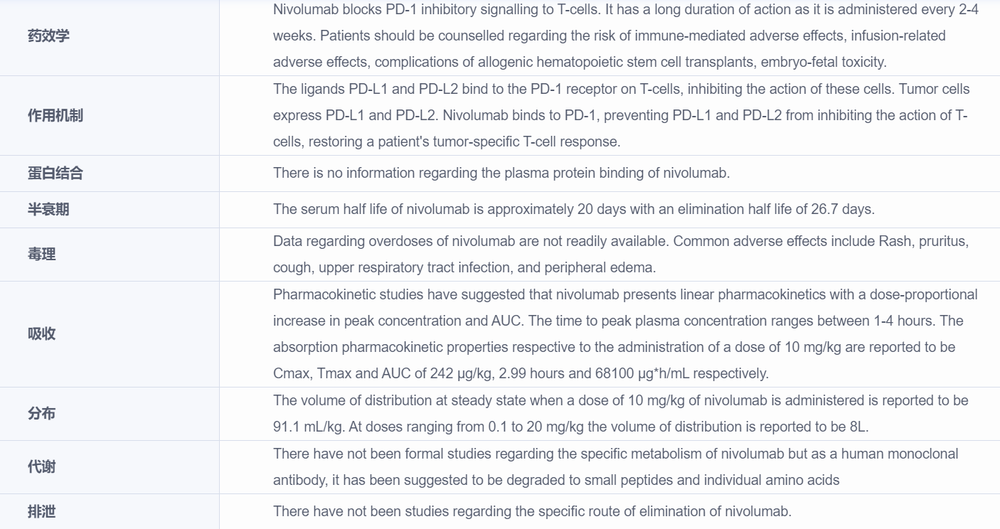 药效学
Nivolumab blocks PD-1 inhibitory signalling to T-cells. It has a long duration of action as it is administered every 2-4
weeks. Patients should be counselled regarding the risk of immune-mediated adverse effects, infusion-related
adverse effects, complications of allogenic hematopoietic stem cell transplants, embryo-fetal toxicity.
作用机制
The ligands PD-L1 and PD-L2 bind to the PD-1 receptor on T-cells, inhibiting the action of these cells. Tumor cells
express PD-L1 and PD-L2. Nivolumab binds to PD-1, preventing PD-L1 and PD-L2 from inhibiting the action of T-
cells, restoring a patient's tumor-specific T-cell response.
蛋白结合
There is no information regarding the plasma protein binding of nivolumab.
半衰期
The serum half life of nivolumab is approximately 20 days with an elimination half life of 26.7 days.
毒理
Data regarding overdoses of nivolumab are not readily available. Common adverse effects include Rash, pruritus,
cough, upper respiratory tract infection, and peripheral edema.
吸收
Pharmacokinetic studies have suggested that nivolumab presents linear pharmacokinetics with a dose-proportional
increase in peak concentration and AUC. The time to peak plasma concentration ranges between 1-4 hours. The
absorption pharmacokinetic properties respective to the administration of a dose of 10 mg/kg are reported to be
Cmax, Tmax and AUC of 242 μg/kg, 2.99 hours and 68100 μg*h/mL respectively.
分布
The volume of distribution at steady state when a dose of 10 mg/kg of nivolumab is administered is reported to be
91.1 mL/kg. At doses ranging from 0.1 to 20 mg/kg the volume of distribution is reported to be 8L.
代谢
There have not been formal studies regarding the specific metabolism of nivolumab but as a human monoclonal
antibody, it has been suggested to be degraded to small peptides and individual amino acids
排泄
There have not been studies regarding the specific route of elimination of nivolumab.